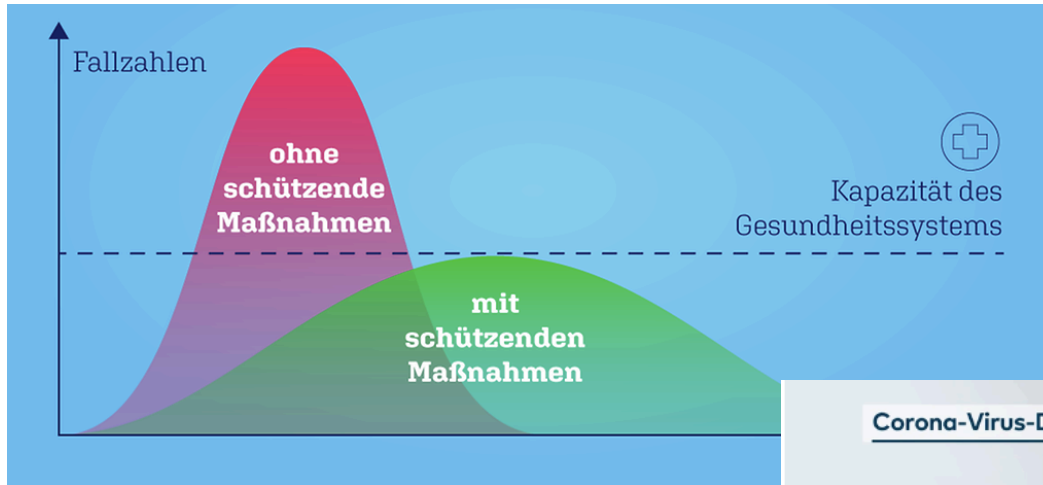 Fallzahlen
ohne
schützende
Maßnahmen
Kapazität des
Gesundheitssystems
mit
schützenden
Maßnahmen
Corona-Virus-